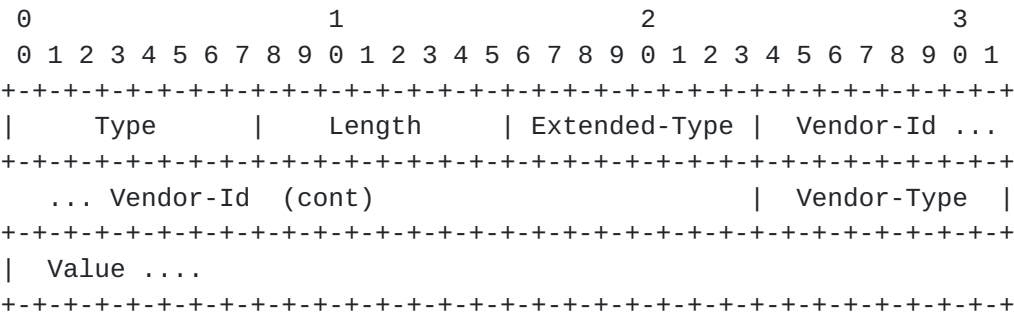 0                   1                   2                   3
 0 1 2 3 4 5 6 7 8 9 0 1 2 3 4 5 6 7 8 9 0 1 2 3 4 5 6 7 8 9 0 1
+-+-+-+-+-+-+-+-+-+-+-+-+-+-+-+-+-+-+-+-+-+-+-+-+-+-+-+-+-+-+-+-+
|     Type      |    Length     | Extended-Type |  Vendor-Id ...
+-+-+-+-+-+-+-+-+-+-+-+-+-+-+-+-+-+-+-+-+-+-+-+-+-+-+-+-+-+-+-+-+
   ... Vendor-Id  (cont)                        |  Vendor-Type  |
+-+-+-+-+-+-+-+-+-+-+-+-+-+-+-+-+-+-+-+-+-+-+-+-+-+-+-+-+-+-+-+-+
|  Value ....
+-+-+-+-+-+-+-+-+-+-+-+-+-+-+-+-+-+-+-+-+-+-+-+-+-+-+-+-+-+-+-+-+